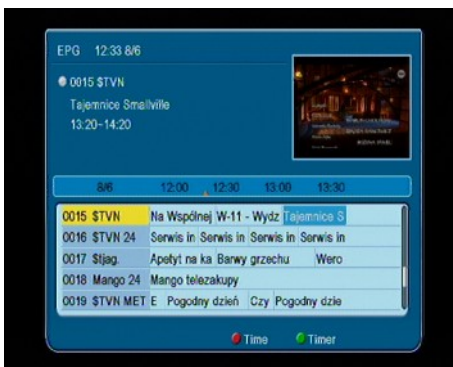 EPG 12:33 8/6
0015 $TVN
Tajemnice Smallville
13:20~14:20
8/6 12:00 12:30 13:00 13:30
0015 $TVN Na Wspólnej W-11 - Wydz Tajemnice S
0016 $TVN 24 Serwis in Serwis in Serwis in Serwis in
0017 $tjag. Apetyt na ka Barwy grzechu Wero
0018 Mango 24 Mango telezakupy
0019 $TVN MET E Pogodny dzień Czy Pogodny dzie
Time Timer